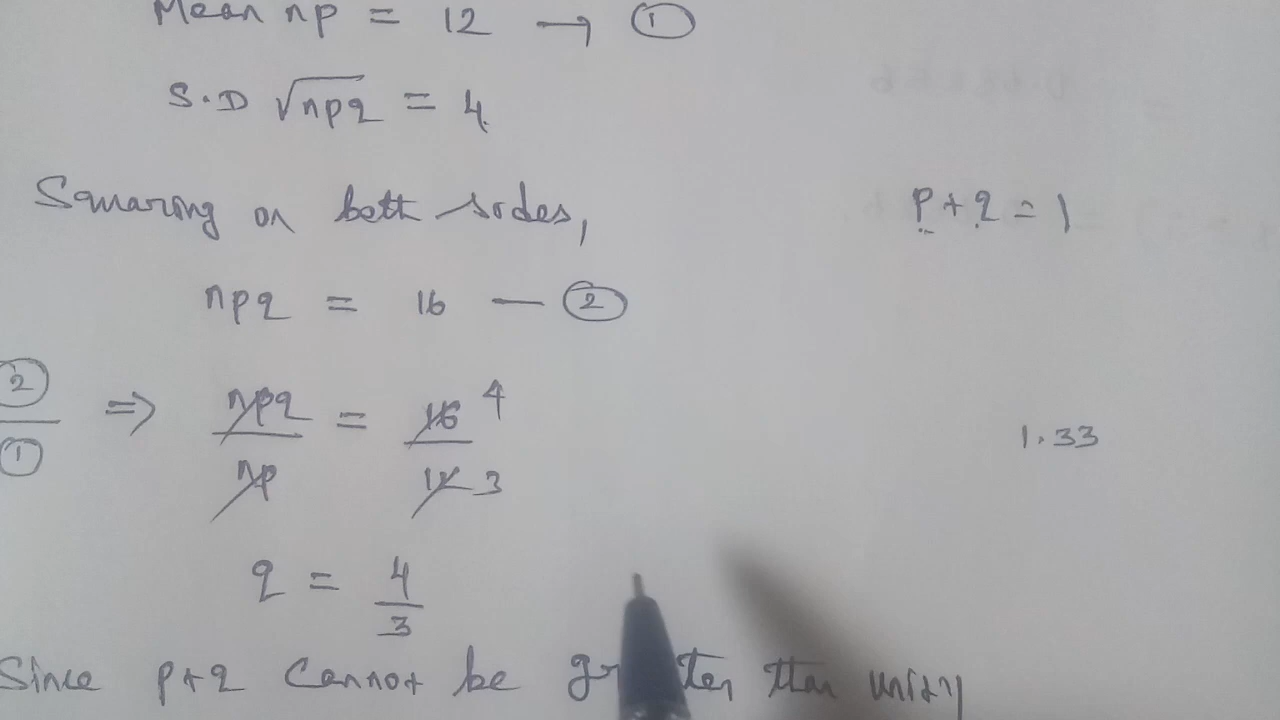 Mean np = 12 → ①
S.D √npq = 4
Squaring on both sides,
p + q = 1
npq = 16 — ②
②/① ⇒ npq/np = 16/12 4/3
1.33
q = 4/3
Since p+q cannot be greater than unity